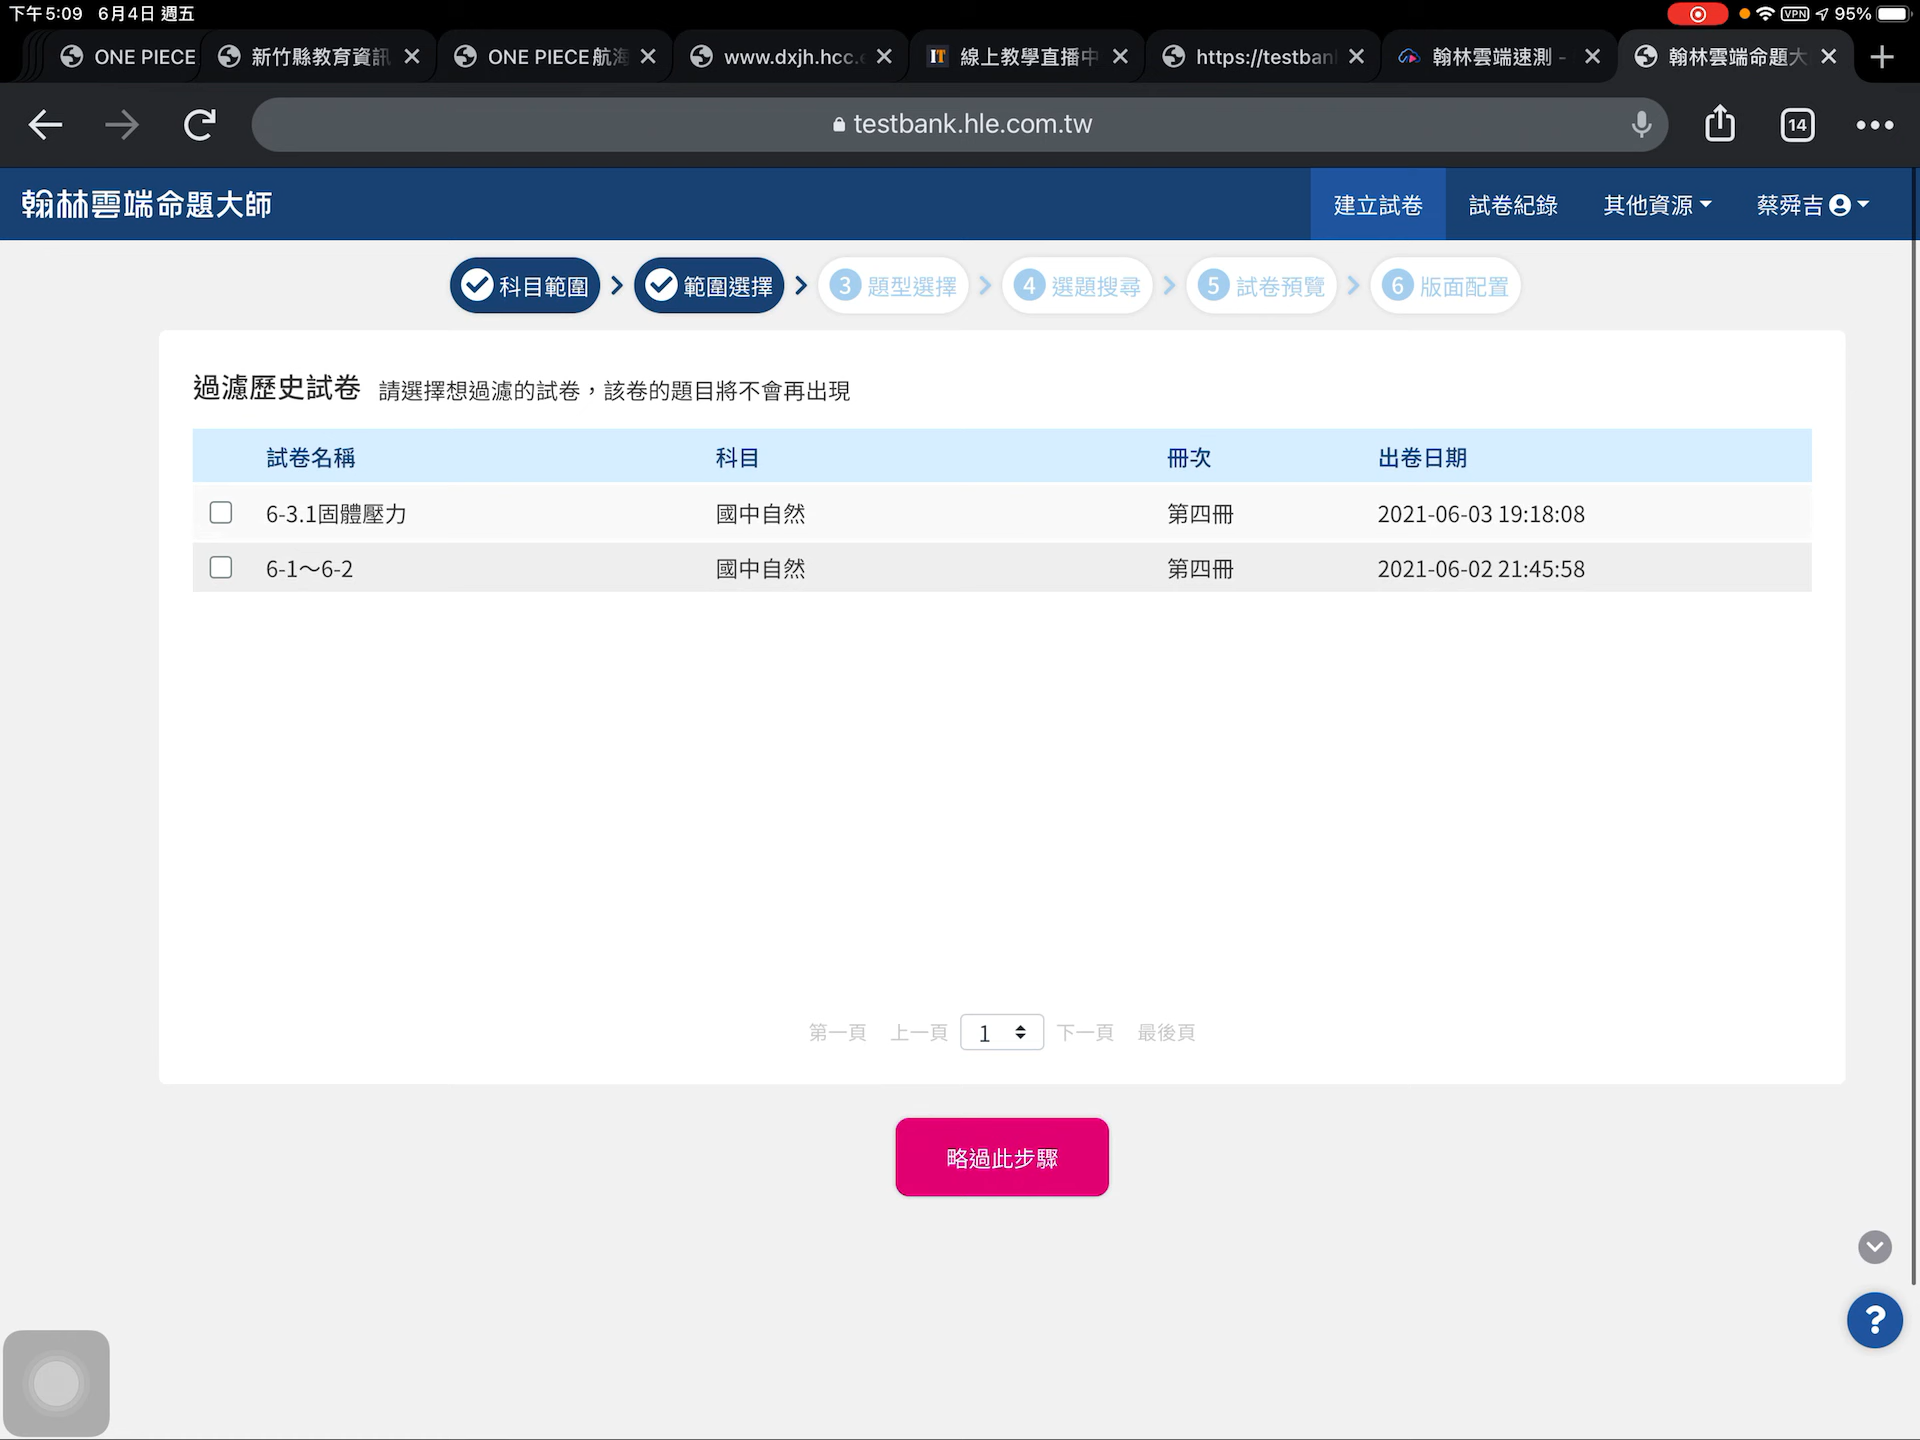 下午5:09 6月4日 週五
VPN 95%
ONE PIECE
新竹縣教育資訊
ONE PIECE航海
www.dxjh.hcc.e
線上教學直播中
https://testban
翰林雲端速測 -
翰林雲端命題大
testbank.hle.com.tw
14
翰林雲端命題大師
建立試卷
試卷紀錄
其他資源
蔡舜吉
科目範圍
範圍選擇
3 題型選擇
4 選題搜尋
5 試卷預覽
6 版面配置
過濾歷史試卷 請選擇想過濾的試卷，該卷的題目將不會再出現
試卷名稱 科目 冊次 出卷日期
6-3.1固體壓力 國中自然 第四冊 2021-06-03 19:18:08
6-1～6-2 國中自然 第四冊 2021-06-02 21:45:58
第一頁 上一頁 1 下一頁 最後頁
略過此步驟
?